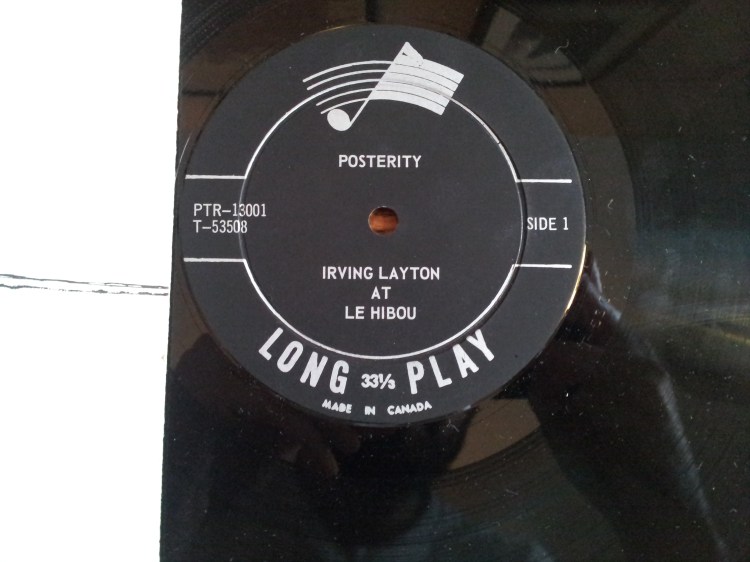 POSTERITY
PTR-13001
T-53508
SIDE 1
IRVING LAYTON
AT
LE HIBOU
LONG 33⅓ PLAY
MADE IN CANADA